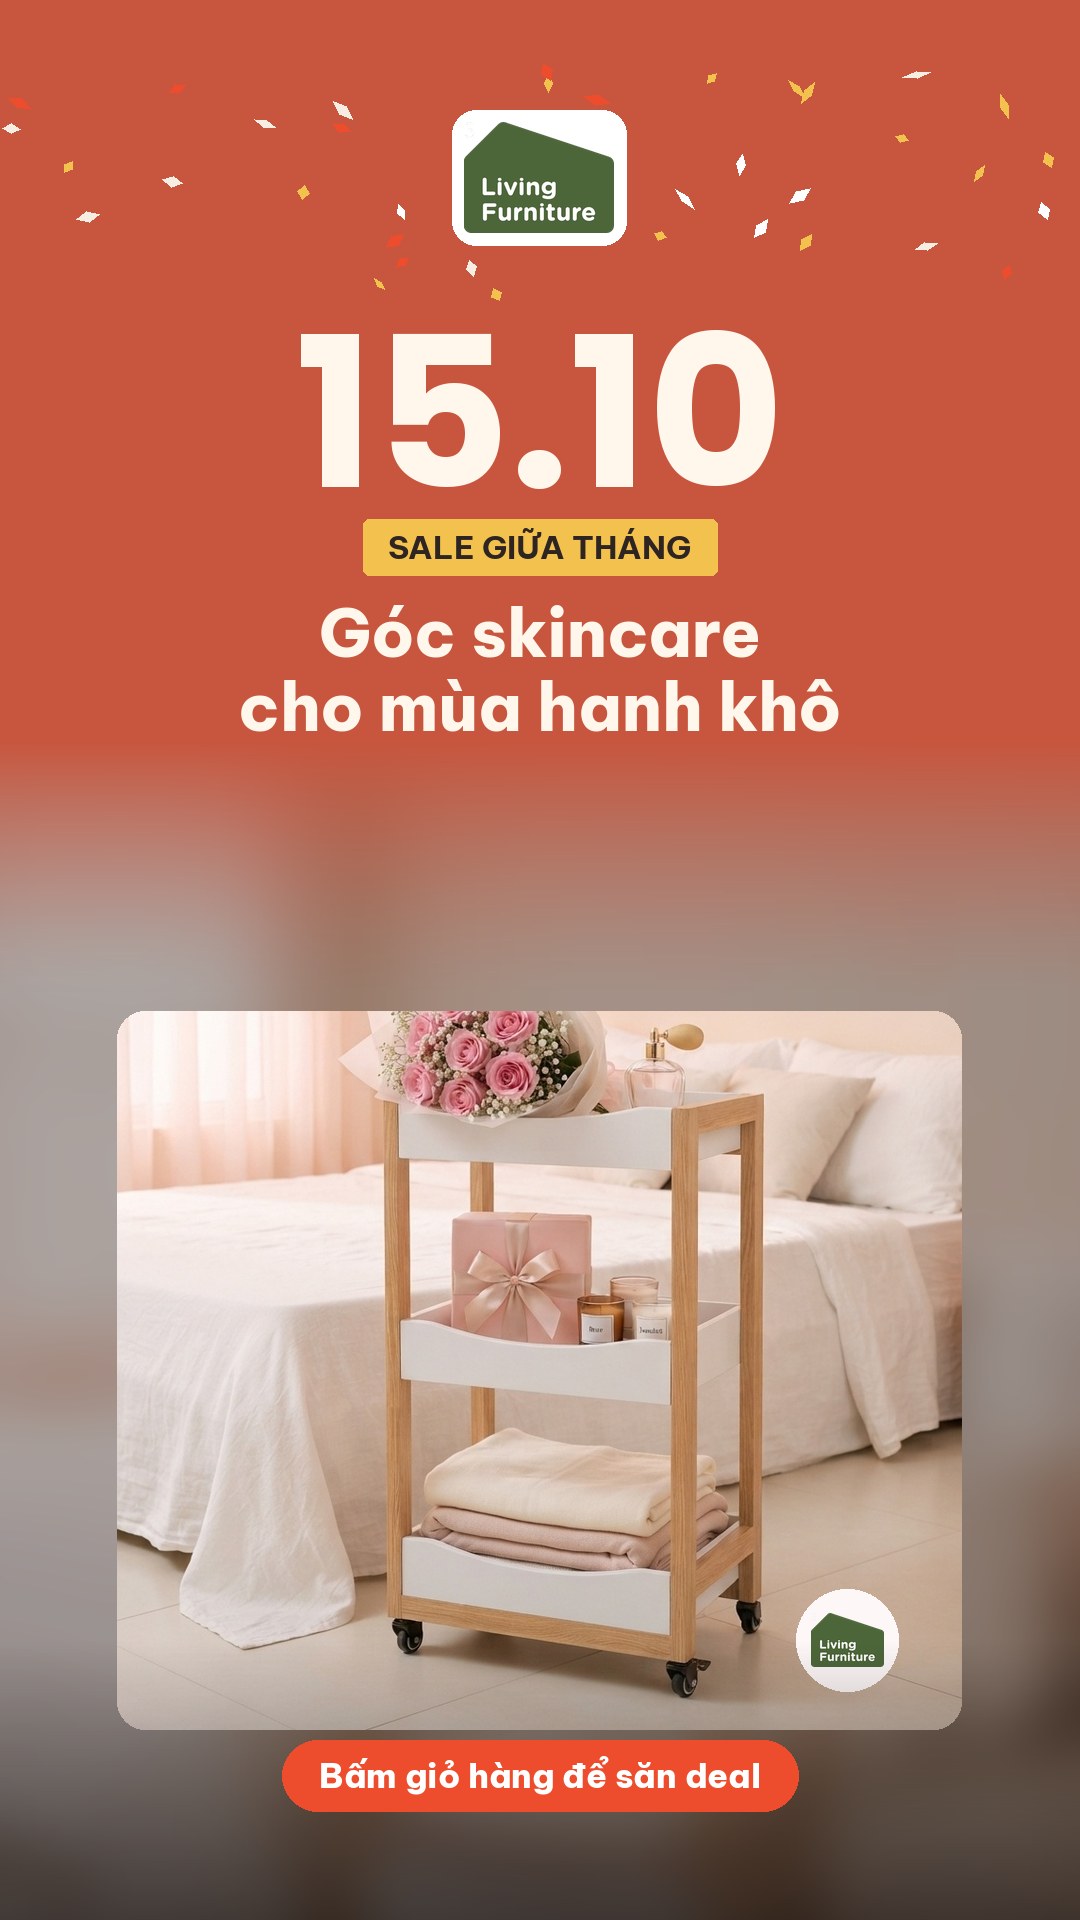 Living
Furniture
15.10
SALE GIỮA THÁNG
Góc skincare
cho mùa hanh khô
Living
Furniture
Bấm giỏ hàng để săn deal